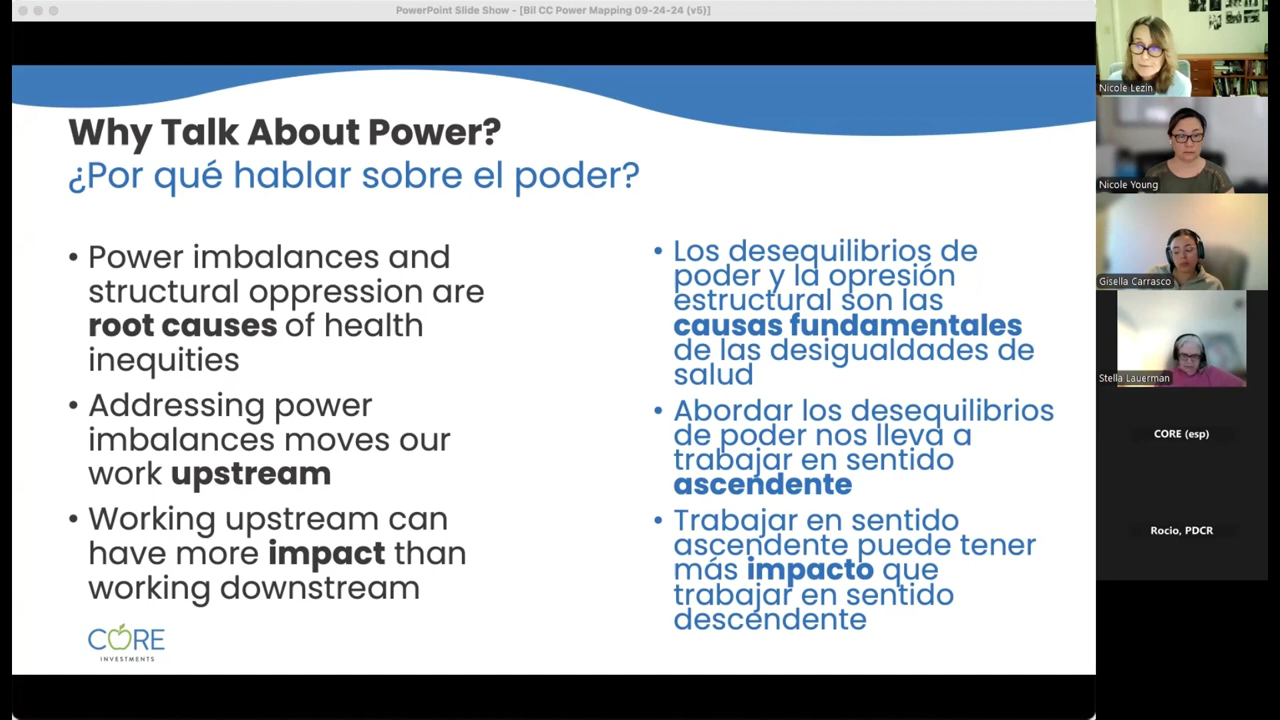 PowerPoint Slide Show - [Bil CC Power Mapping 09-24-24 (v5)]
Why Talk About Power?
¿Por qué hablar sobre el poder?
• Power imbalances and
structural oppression are
root causes of health
inequities
• Addressing power
imbalances moves our
work upstream
• Working upstream can
have more impact than
working downstream
• Los desequilibrios de
poder y la opresión
estructural son las
causas fundamentales
de las desigualdades de
salud
• Abordar los desequilibrios
de poder nos lleva a
trabajar en sentido
ascendente
• Trabajar en sentido
ascendente puede tener
más impacto que
trabajar en sentido
descendente
CORE
INVESTMENTS
Nicole Lezin
Nicole Young
Gisella Carrasco
Stella Lauerman
CORE (esp)
Rocio, PDCR